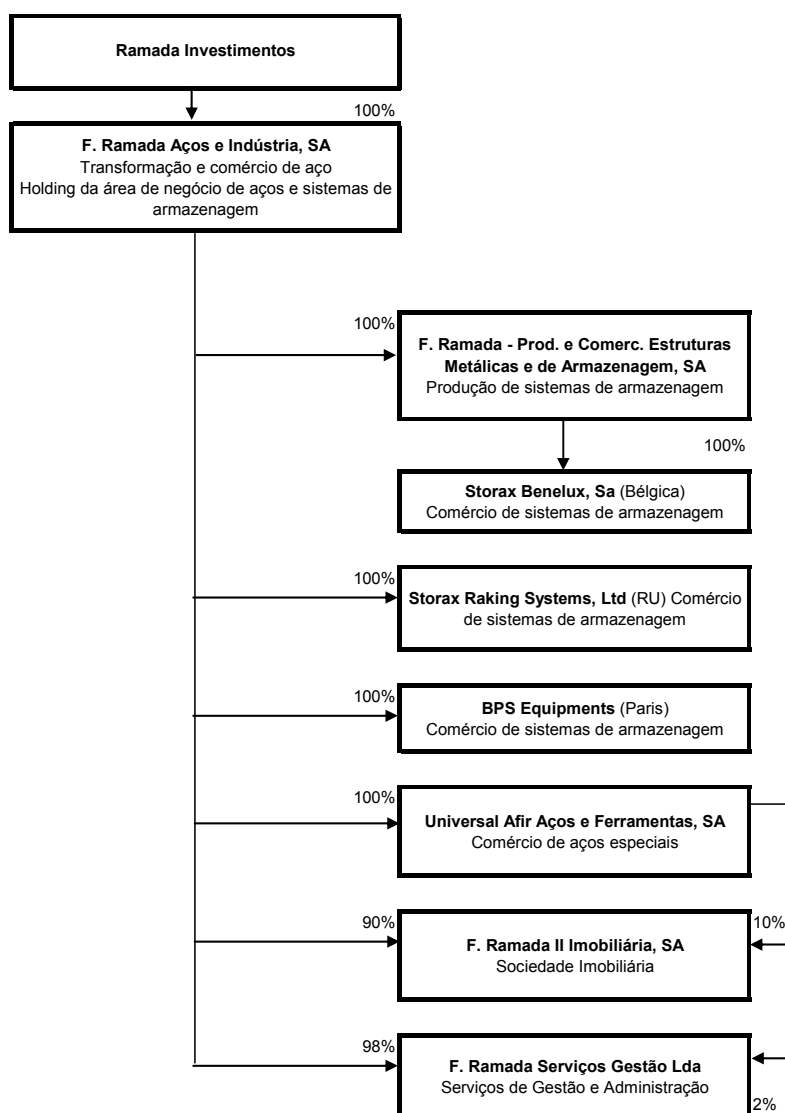 Ramada Investimentos
100%
F. Ramada Aços e Indústria, SA
Transformação e comércio de aço
Holding da área de negócio de aços e sistemas de
armazenagem
100%
F. Ramada - Prod. e Comerc. Estruturas
Metálicas e de Armazenagem, SA
Produção de sistemas de armazenagem
100%
Storax Benelux, Sa (Bélgica)
Comércio de sistemas de armazenagem
100%
Storax Raking Systems, Ltd (RU) Comércio
de sistemas de armazenagem
100%
BPS Equipments (Paris)
Comércio de sistemas de armazenagem
100%
Universal Afir Aços e Ferramentas, SA
Comércio de aços especiais
90%
10%
F. Ramada II Imobiliária, SA
Sociedade Imobiliária
98%
F. Ramada Serviços Gestão Lda
Serviços de Gestão e Administração
2%